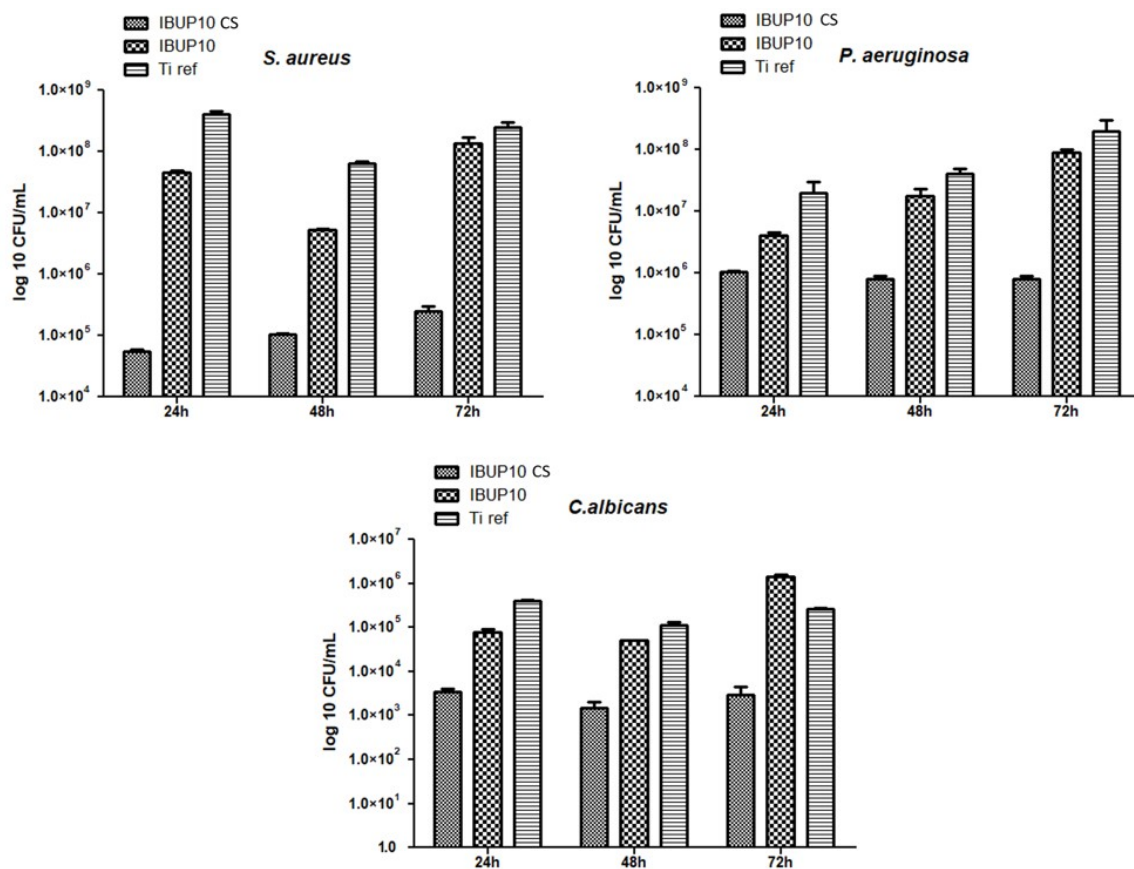 IBUP10 CS
IBUP10
Ti ref
S. aureus
log 10 CFU/mL
1.0×10⁹
1.0×10⁸
1.0×10⁷
1.0×10⁶
1.0×10⁵
1.0×10⁴
24h 48h 72h
IBUP10 CS
IBUP10
Ti ref
P. aeruginosa
log 10 CFU/mL
1.0×10⁹
1.0×10⁸
1.0×10⁷
1.0×10⁶
1.0×10⁵
1.0×10⁴
24h 48h 72h
IBUP10 CS
IBUP10
Ti ref
C.albicans
log 10 CFU/mL
1.0×10⁷
1.0×10⁶
1.0×10⁵
1.0×10⁴
1.0×10³
1.0×10²
1.0×10¹
1.0
24h 48h 72h